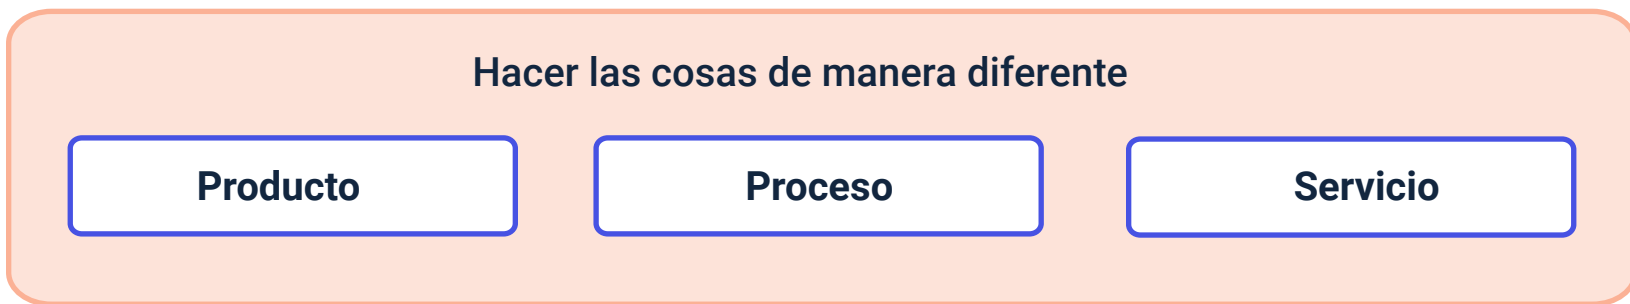 Hacer las cosas de manera diferente
Producto
Proceso
Servicio